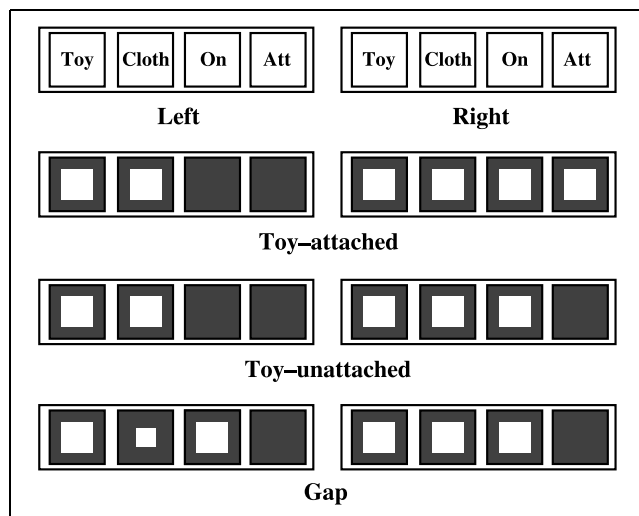 Toy Cloth On Att Toy Cloth On Att
Left Right
Toy–attached
Toy–unattached
Gap